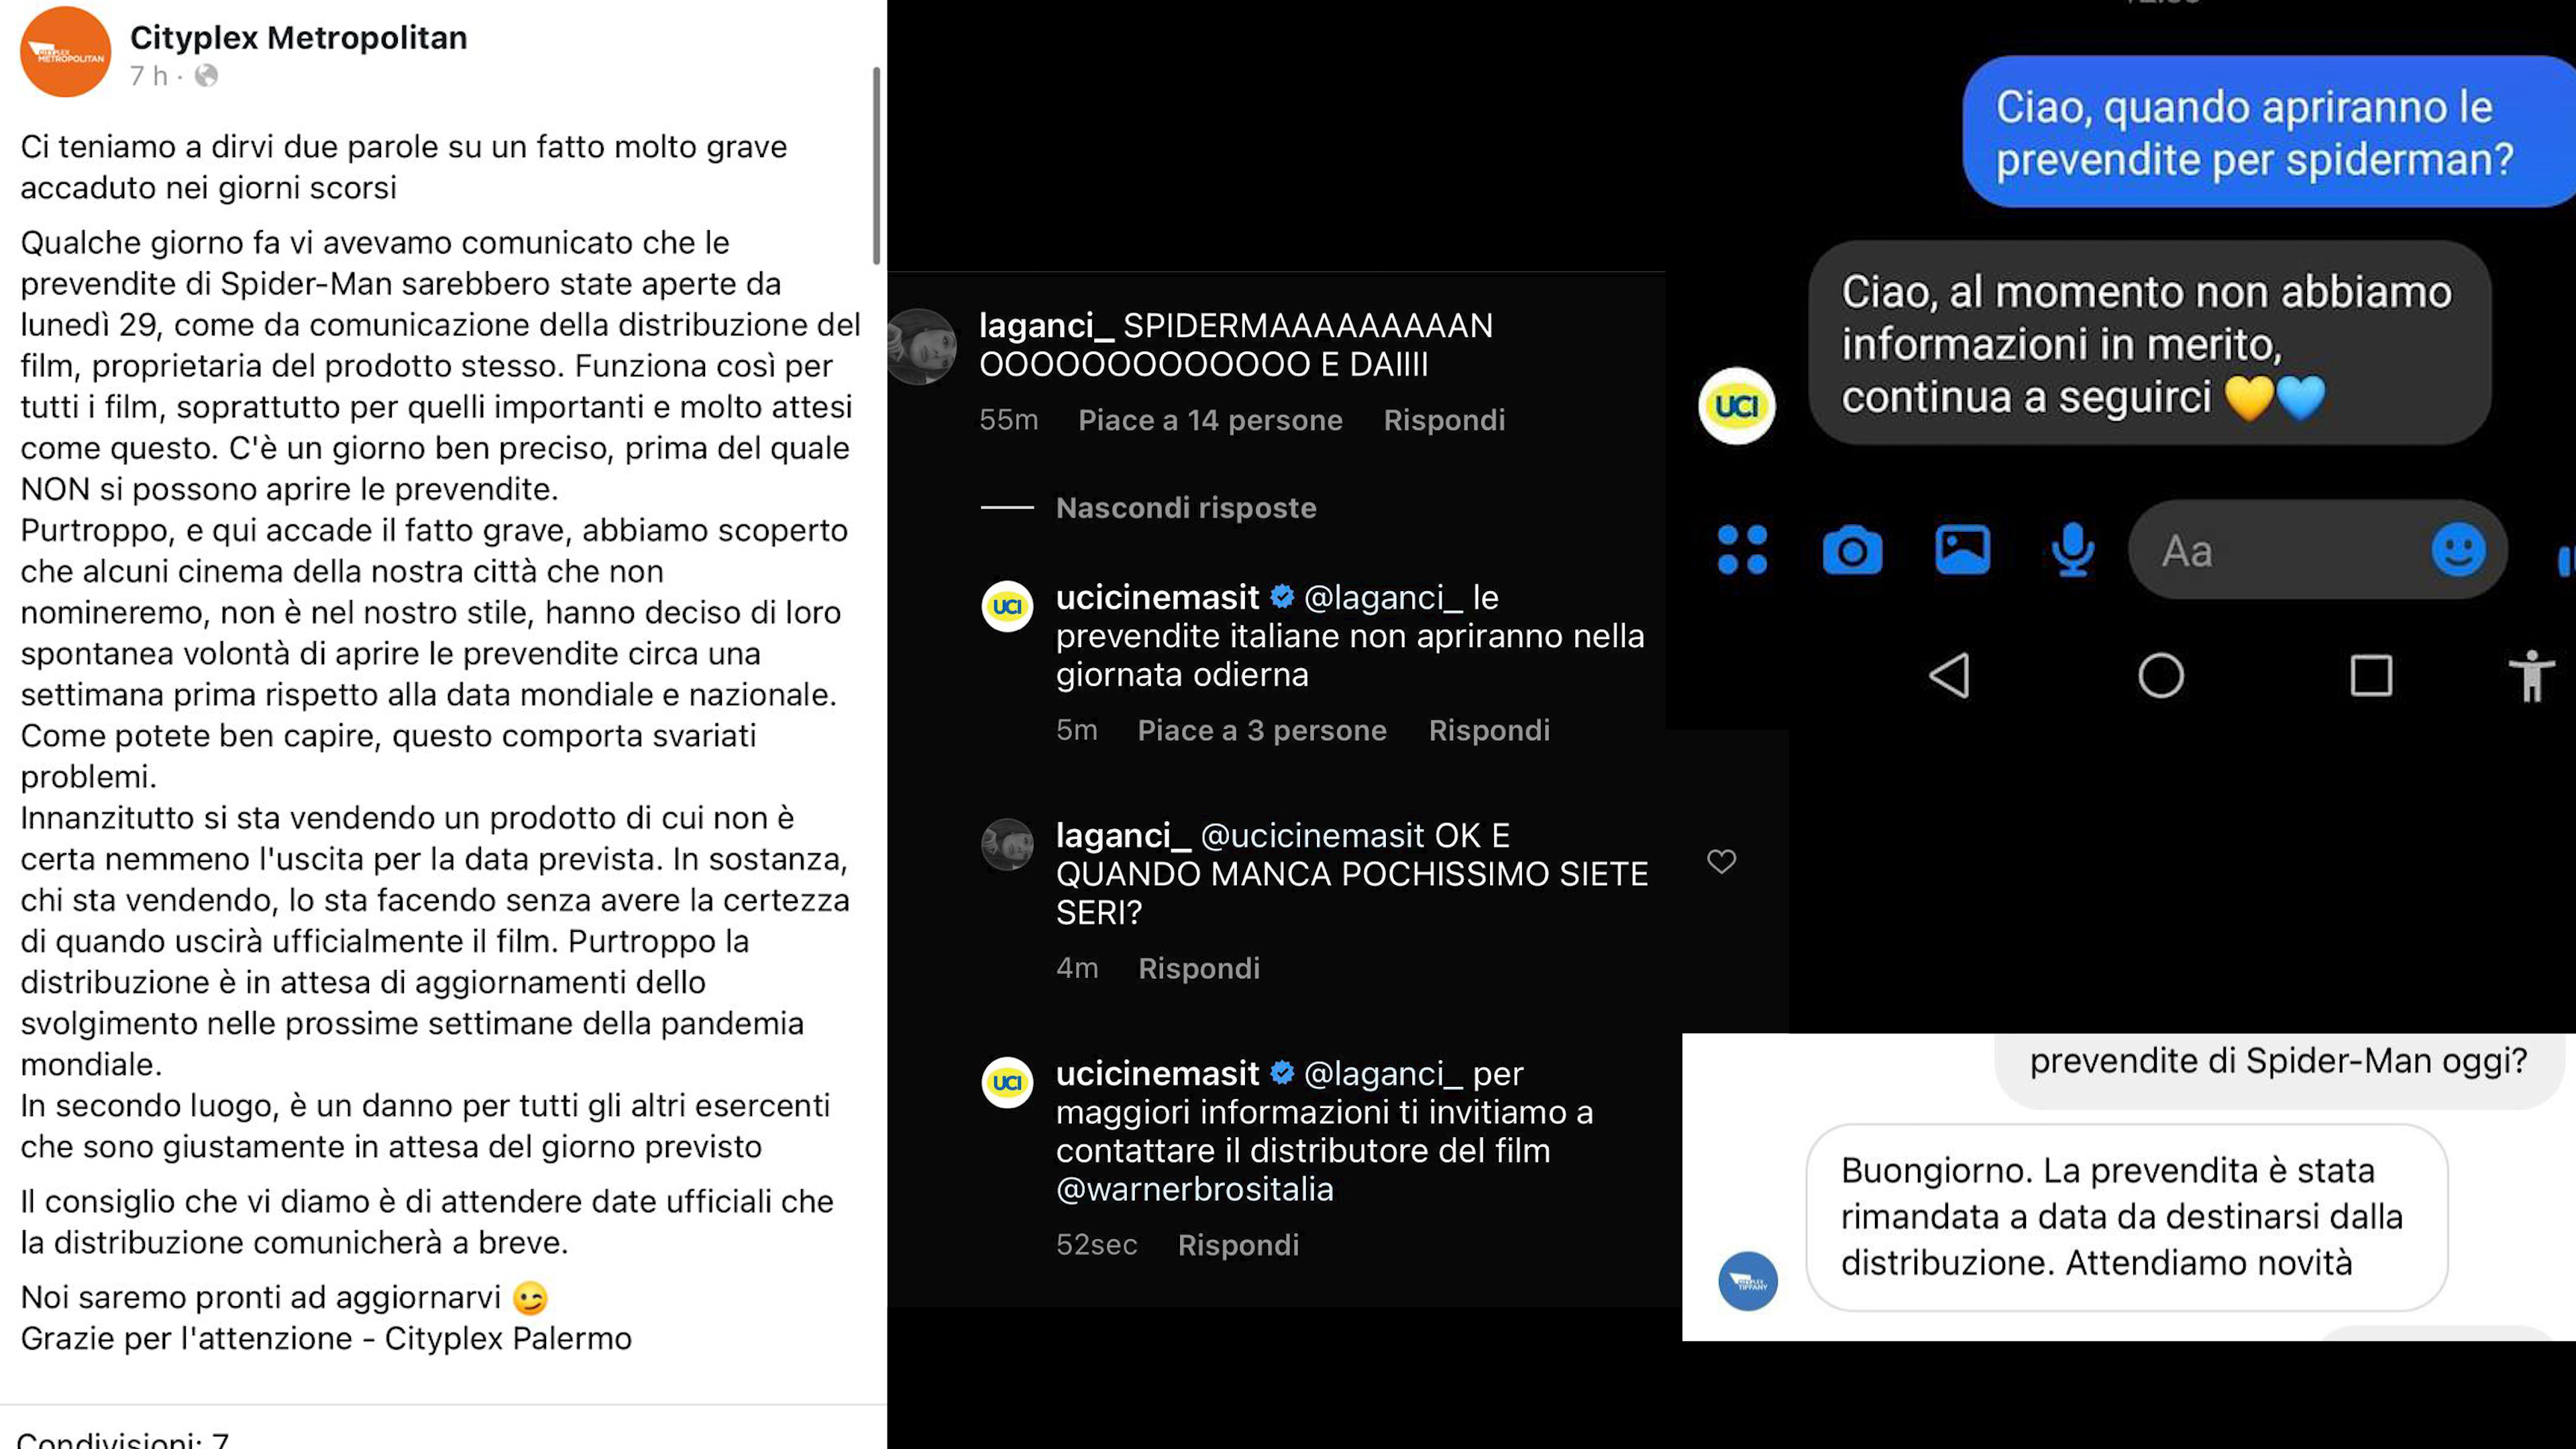 CITYPLEX
METROPOLITAN
Cityplex Metropolitan
7 h ·
Ci teniamo a dirvi due parole su un fatto molto grave
accaduto nei giorni scorsi
Qualche giorno fa vi avevamo comunicato che le
prevendite di Spider-Man sarebbero state aperte da
lunedì 29, come da comunicazione della distribuzione del
film, proprietaria del prodotto stesso. Funziona così per
tutti i film, soprattutto per quelli importanti e molto attesi
come questo. C'è un giorno ben preciso, prima del quale
NON si possono aprire le prevendite.
Purtroppo, e qui accade il fatto grave, abbiamo scoperto
che alcuni cinema della nostra città che non
nomineremo, non è nel nostro stile, hanno deciso di loro
spontanea volontà di aprire le prevendite circa una
settimana prima rispetto alla data mondiale e nazionale.
Come potete ben capire, questo comporta svariati
problemi.
Innanzitutto si sta vendendo un prodotto di cui non è
certa nemmeno l'uscita per la data prevista. In sostanza,
chi sta vendendo, lo sta facendo senza avere la certezza
di quando uscirà ufficialmente il film. Purtroppo la
distribuzione è in attesa di aggiornamenti dello
svolgimento nelle prossime settimane della pandemia
mondiale.
In secondo luogo, è un danno per tutti gli altri esercenti
che sono giustamente in attesa del giorno previsto
Il consiglio che vi diamo è di attendere date ufficiali che
la distribuzione comunicherà a breve.
Noi saremo pronti ad aggiornarvi 😉
Grazie per l'attenzione - Cityplex Palermo
Condivisioni: 7
laganci_ SPIDERMAAAAAAAAAN
OOOOOOOOOOOOO E DAIIII
55m Piace a 14 persone Rispondi
Nascondi risposte
UCI
ucicinemasit @laganci_ le
prevendite italiane non apriranno nella
giornata odierna
5m Piace a 3 persone Rispondi
laganci_ @ucicinemasit OK E
QUANDO MANCA POCHISSIMO SIETE
SERI?
4m Rispondi
UCI
ucicinemasit @laganci_ per
maggiori informazioni ti invitiamo a
contattare il distributore del film
@warnerbrositalia
52sec Rispondi
Ciao, quando apriranno le
prevendite per spiderman?
Ciao, al momento non abbiamo
informazioni in merito,
continua a seguirci 💛💙
UCI
Aa
prevendite di Spider-Man oggi?
Buongiorno. La prevendita è stata
rimandata a data da destinarsi dalla
distribuzione. Attendiamo novità
CITYPLEX
TIFFANY